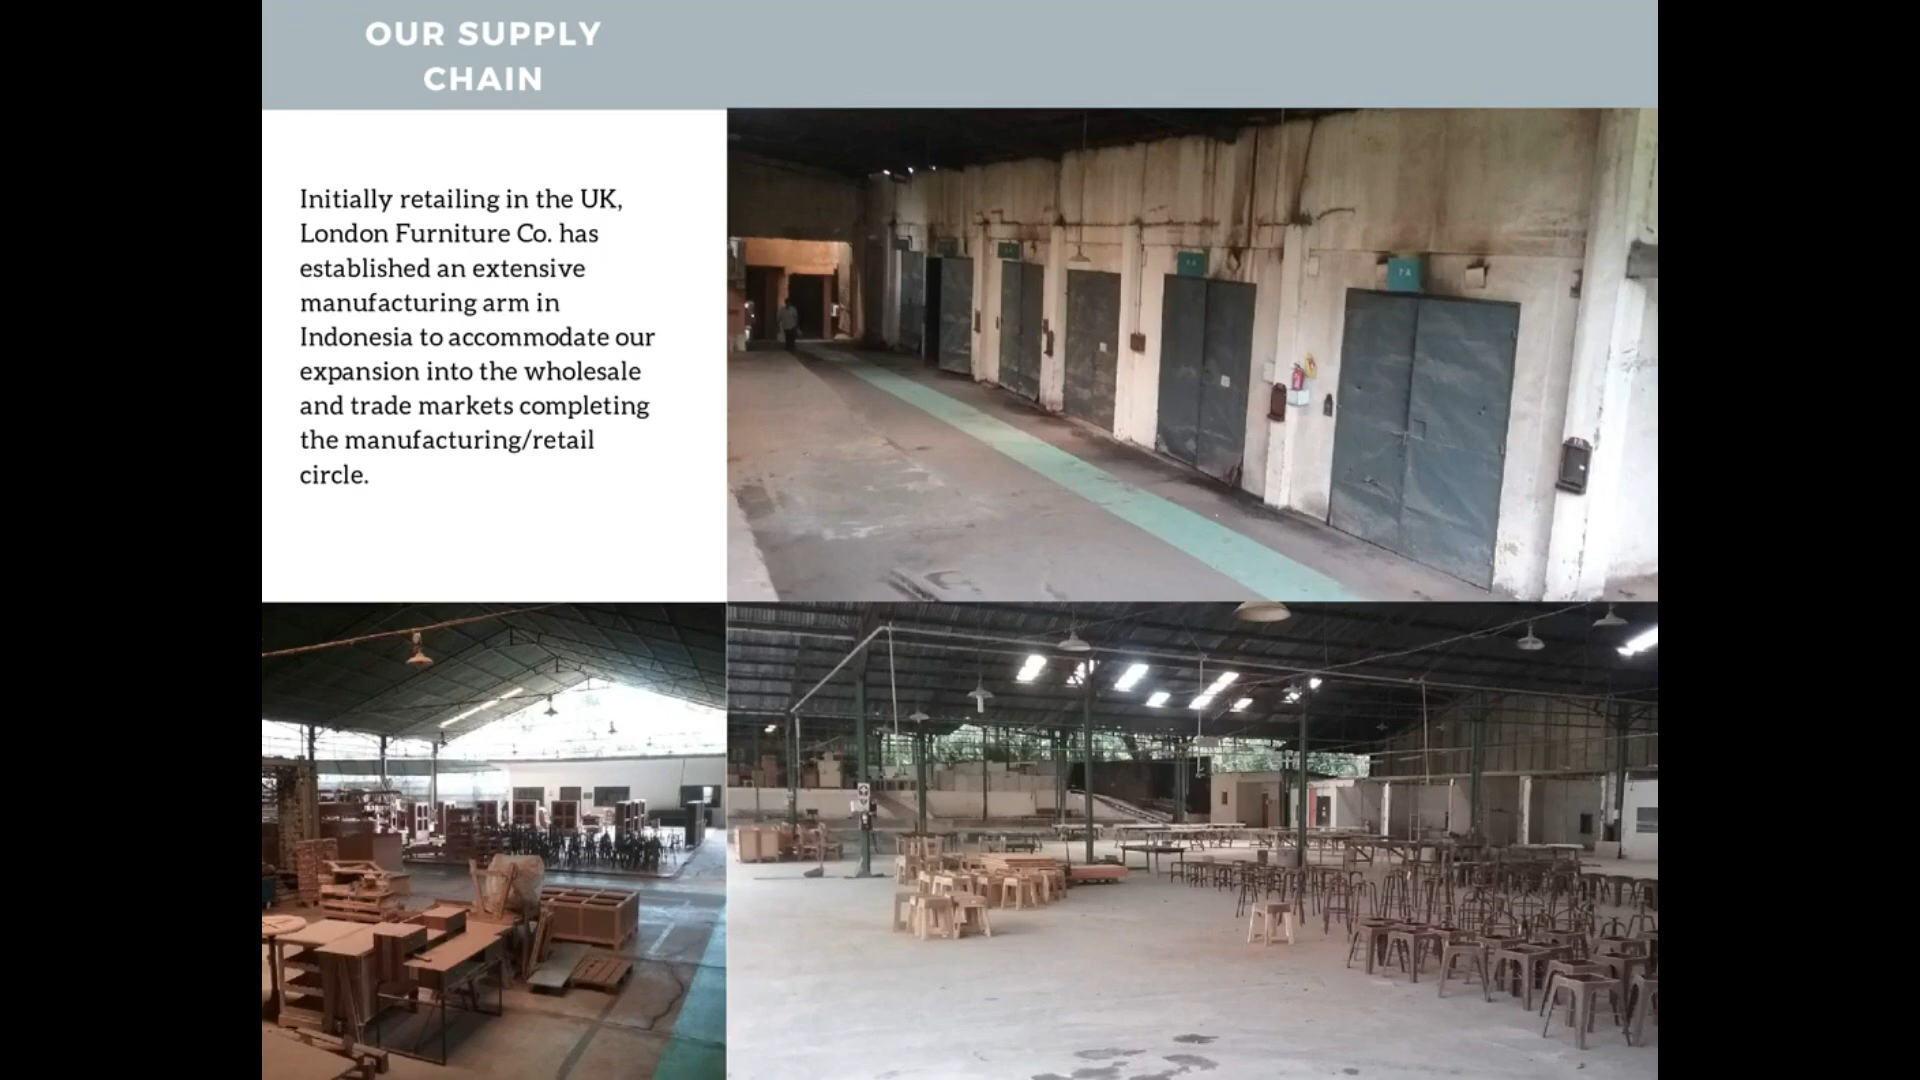 OUR SUPPLY
CHAIN
Initially retailing in the UK,
London Furniture Co. has
established an extensive
manufacturing arm in
Indonesia to accommodate our
expansion into the wholesale
and trade markets completing
the manufacturing/retail
circle.